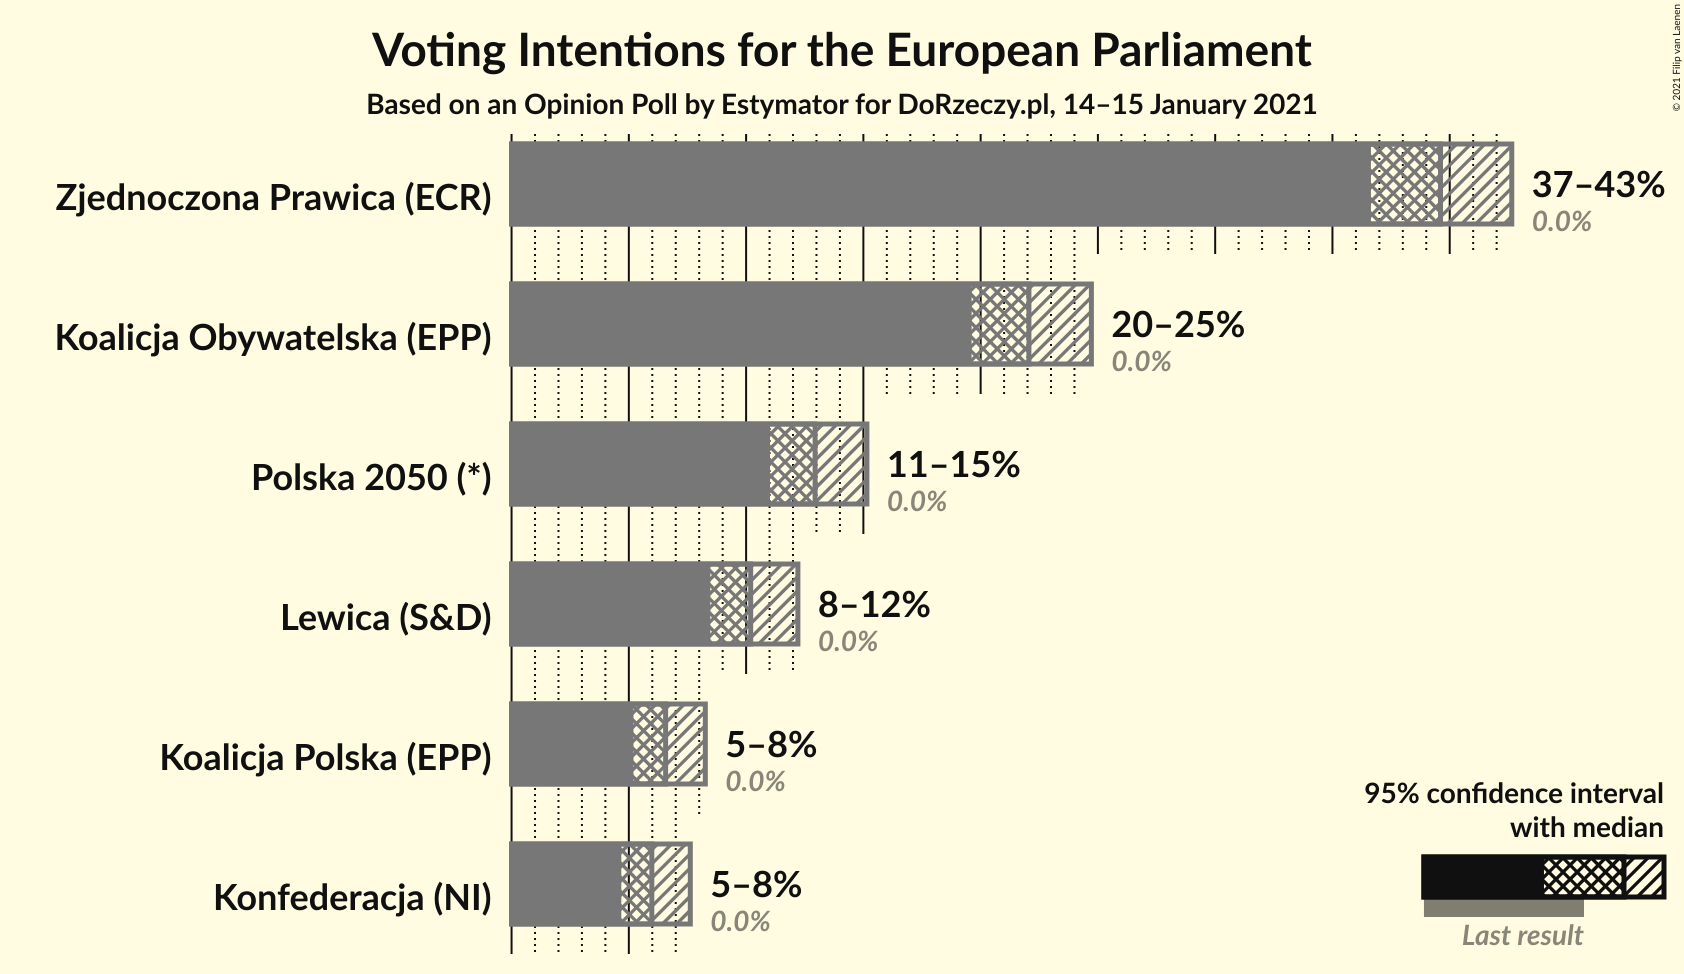 Voting Intentions for the European Parliament
Based on an Opinion Poll by Estymator for DoRzeczy.pl, 14–15 January 2021
© 2021 Filip van Laenen
Zjednoczona Prawica (ECR)
37–43%
0.0%
Koalicja Obywatelska (EPP)
20–25%
0.0%
Polska 2050 (*)
11–15%
0.0%
Lewica (S&D)
8–12%
0.0%
Koalicja Polska (EPP)
5–8%
0.0%
Konfederacja (NI)
5–8%
0.0%
95% confidence interval
with median
Last result